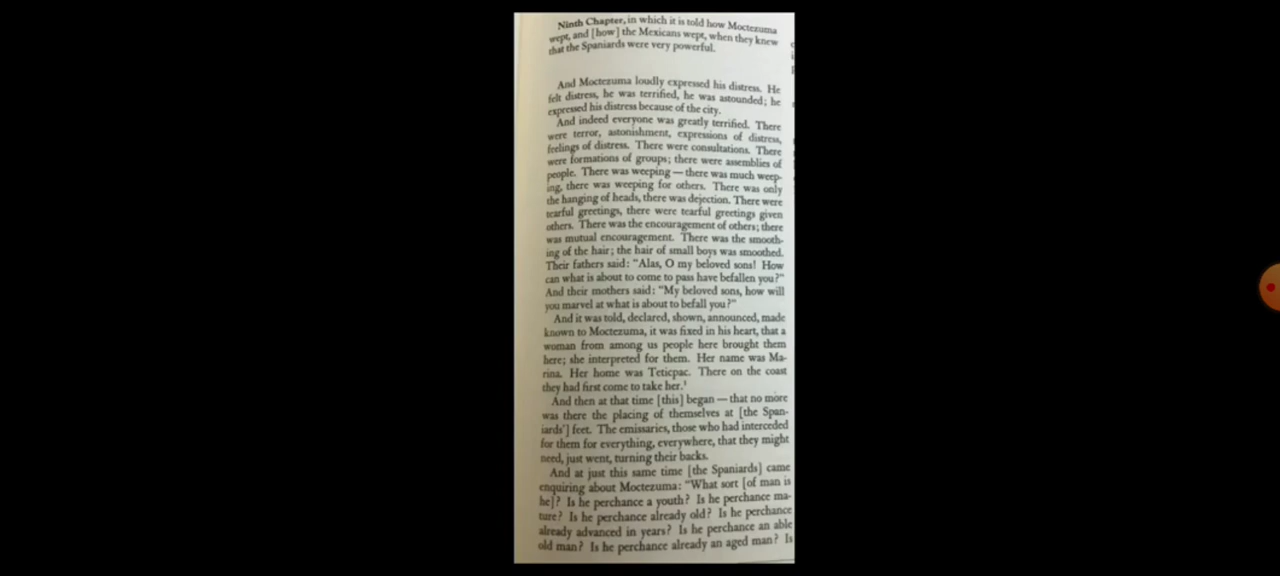 Ninth Chapter, in which it is told how Moctezuma
wept, and [how] the Mexicans wept, when they knew
that the Spaniards were very powerful.
And Moctezuma loudly expressed his distress. He
felt distress, he was terrified, he was astounded; he
expressed his distress because of the city.
And indeed everyone was greatly terrified. There
were terror, astonishment, expressions of distress,
feelings of distress. There were consultations. There
were formations of groups; there were assemblies of
people. There was weeping — there was much weep-
ing, there was weeping for others. There was only
the hanging of heads, there was dejection. There were
tearful greetings, there were tearful greetings given
others. There was the encouragement of others; there
was mutual encouragement. There was the smooth-
ing of the hair; the hair of small boys was smoothed.
Their fathers said: "Alas, O my beloved sons! How
can what is about to come to pass have befallen you?"
And their mothers said: "My beloved sons, how will
you marvel at what is about to befall you?"
And it was told, declared, shown, announced, made
known to Moctezuma, it was fixed in his heart, that a
woman from among us people here brought them
here; she interpreted for them. Her name was Ma-
rina. Her home was Teticpac. There on the coast
they had first come to take her.¹
And then at that time [this] began — that no more
was there the placing of themselves at [the Span-
iards'] feet. The emissaries, those who had interceded
for them for everything, everywhere, that they might
need, just went, turning their backs.
And at just this same time [the Spaniards] came
enquiring about Moctezuma: "What sort [of man is
he]? Is he perchance a youth? Is he perchance ma-
ture? Is he perchance already old? Is he perchance
already advanced in years? Is he perchance an able
old man? Is he perchance already an aged man? Is